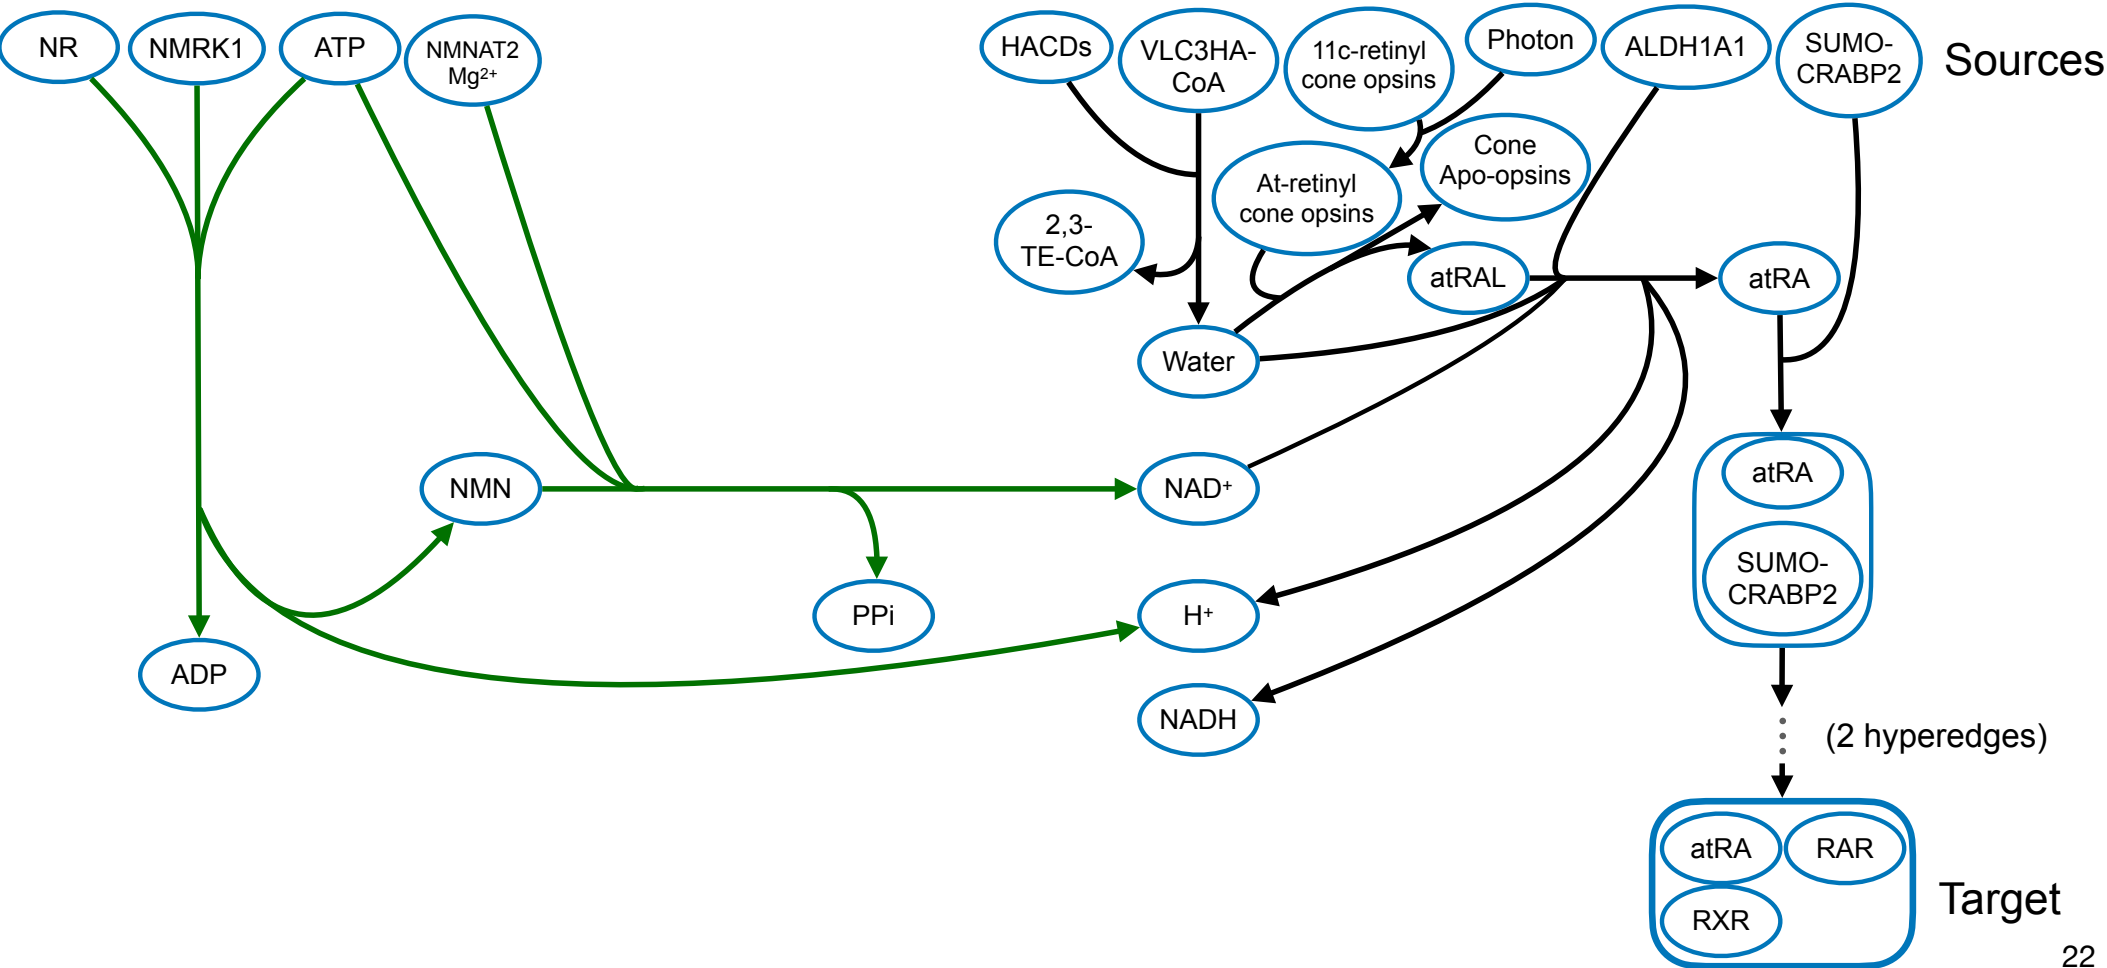 NR
NMRK1
ATP
NMNAT2
Mg²⁺
HACDs
VLC3HA-
CoA
11c-retinyl
cone opsins
Photon
ALDH1A1
SUMO-
CRABP2
Sources
Cone
Apo-opsins
At-retinyl
cone opsins
2,3-
TE-CoA
atRAL
atRA
Water
NMN
NAD⁺
atRA
SUMO-
CRABP2
PPi
H⁺
ADP
NADH
(2 hyperedges)
atRA
RAR
RXR
Target
22